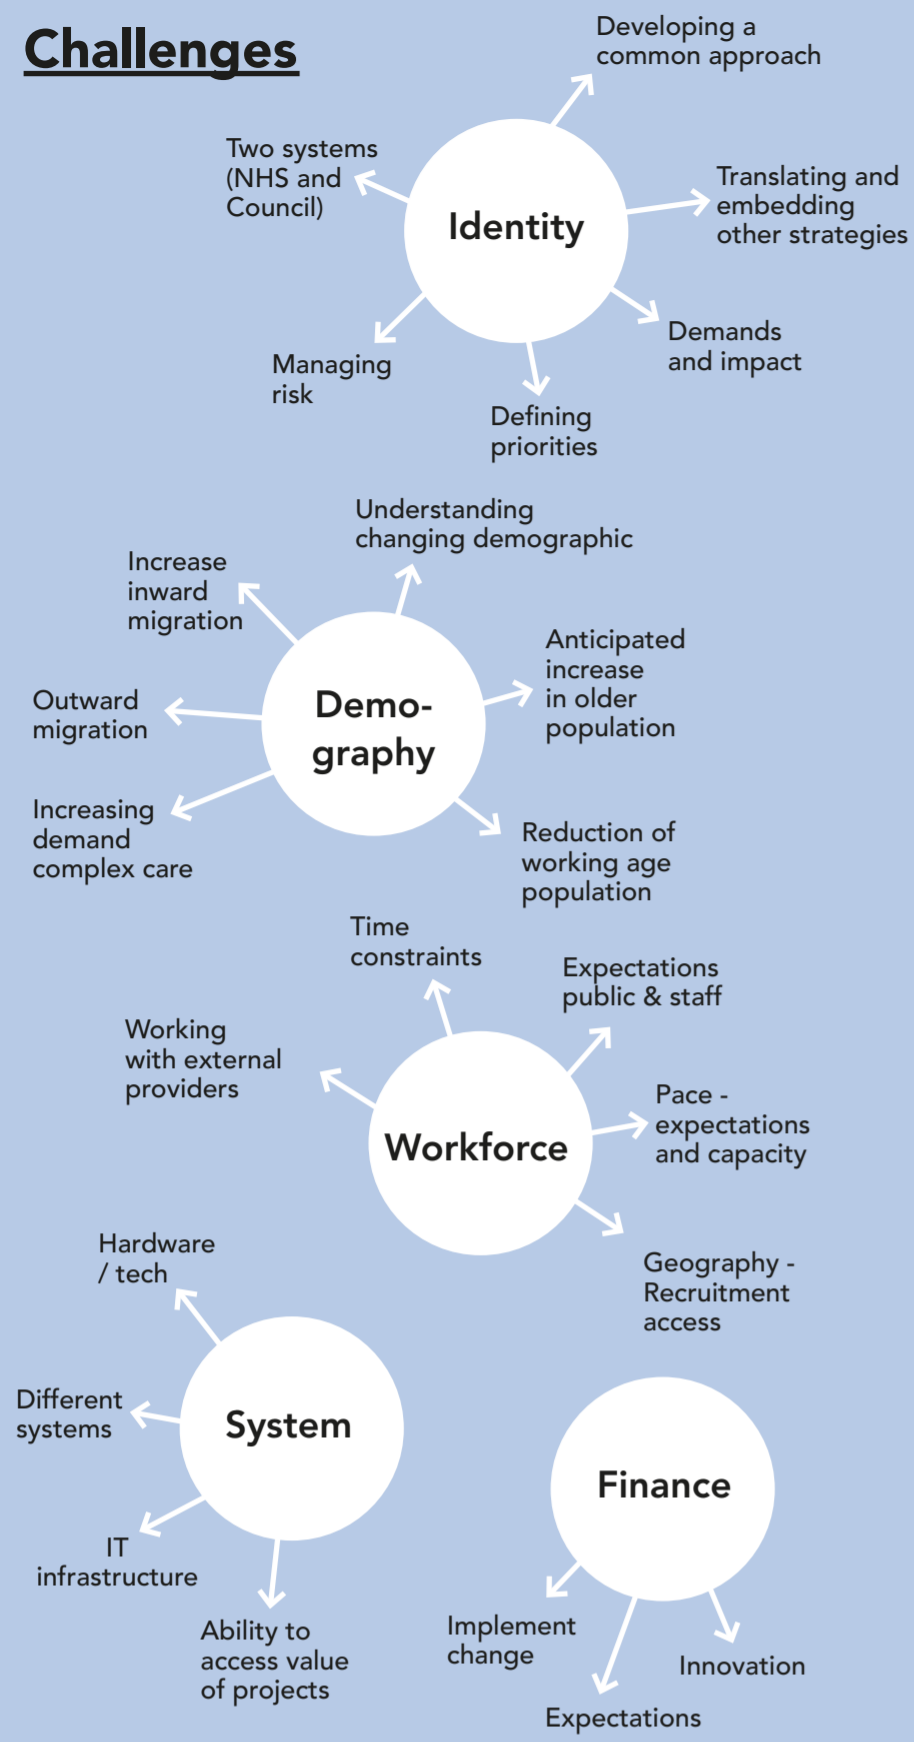 Challenges
Developing a
common approach
Two systems
(NHS and
Council)
Translating and
embedding
other strategies
Identity
Demands
and impact
Managing
risk
Defining
priorities
Understanding
changing demographic
Increase
inward
migration
Anticipated
increase
in older
population
Outward
migration
Demo-
graphy
Increasing
demand
complex care
Reduction of
working age
population
Time
constraints
Expectations
public & staff
Working
with external
providers
Pace -
expectations
and capacity
Workforce
Geography -
Recruitment
access
Hardware
/ tech
Different
systems
System
IT
infrastructure
Ability to
access value
of projects
Finance
Implement
change
Innovation
Expectations